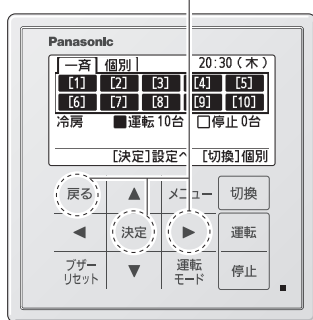 Panasonic
一斉 個別 20:30(木)
[1] [2] [3] [4] [5]
[6] [7] [8] [9] [10]
冷房 ■運転10台 □停止 0台
[決定]設定へ [切換]個別
戻る ▲ メニュー 切換
◀ 決定 ▶ 運転
ブザー
リセット ▼ 運転
モード 停止